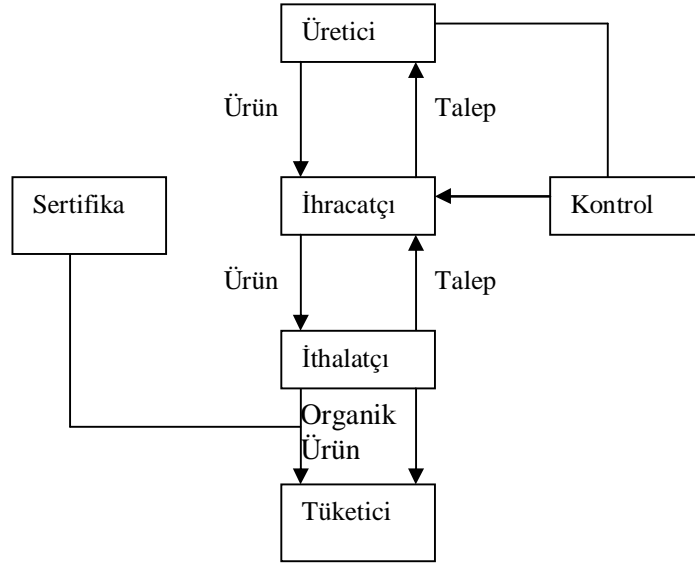 Üretici
Ürün
Talep
Sertifika
İhracatçı
Kontrol
Ürün
Talep
İthalatçı
Organik
Ürün
Tüketici